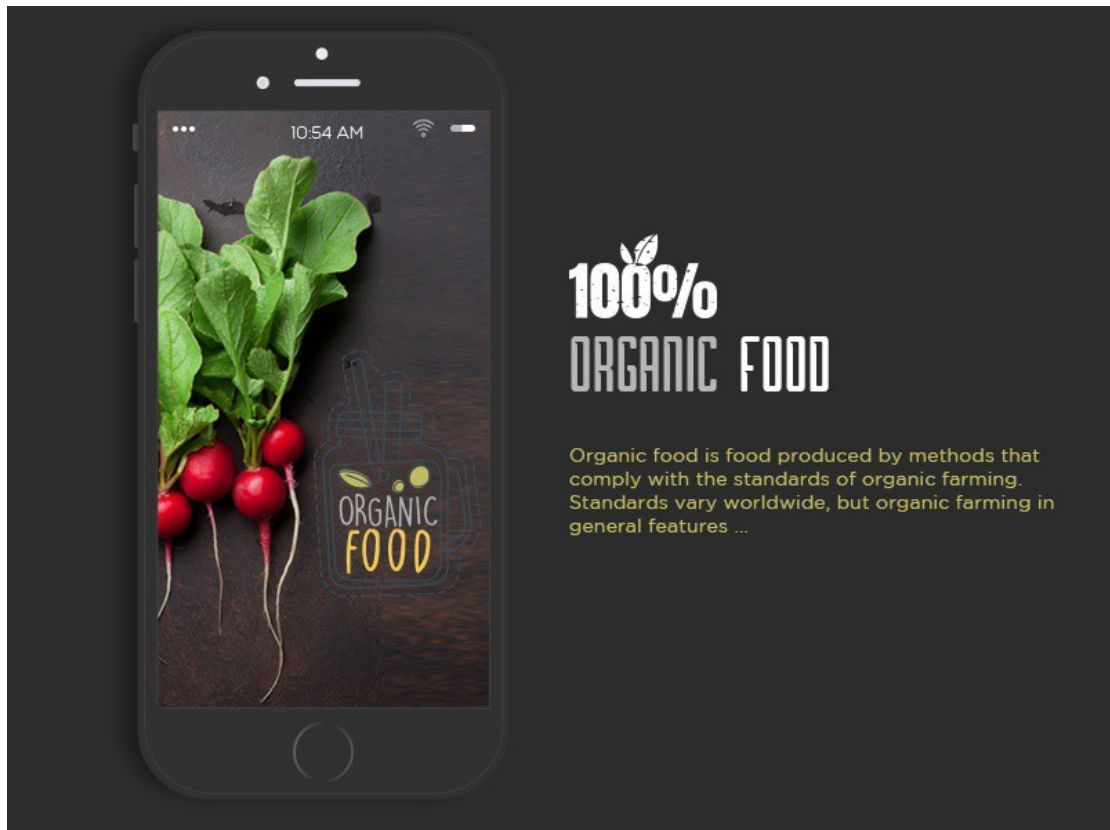 10:54 AM
ORGANIC
FOOD
100%
ORGANIC FOOD
Organic food is food produced by methods that
comply with the standards of organic farming.
Standards vary worldwide, but organic farming in
general features ...